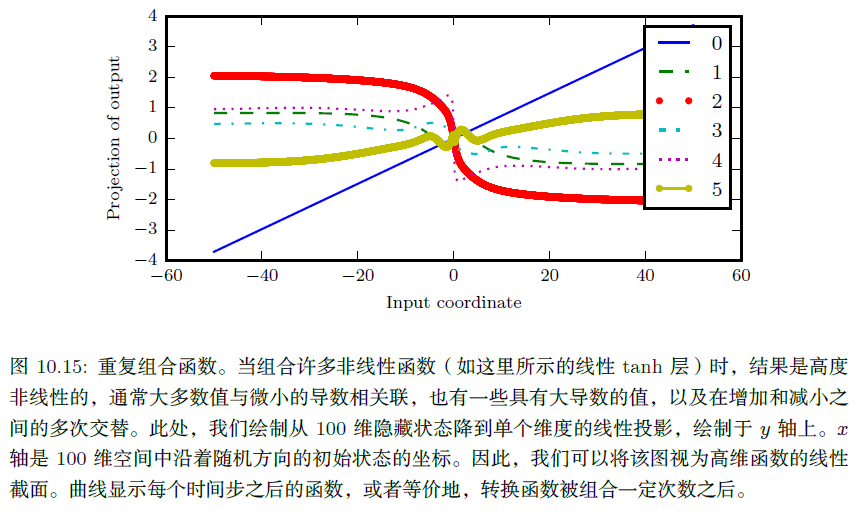 4
3
2
1
0
−1
−2
−3
−4
Projection of output
0
1
2
3
4
5
−60 −40 −20 0 20 40 60
Input coordinate
图 10.15: 重复组合函数。当组合许多非线性函数（如这里所示的线性 tanh 层）时，结果是高度
非线性的，通常大多数值与微小的导数相关联，也有一些具有大导数的值，以及在增加和减小之
间的多次交替。此处，我们绘制从 100 维隐藏状态降到单个维度的线性投影，绘制于 y 轴上。x
轴是 100 维空间中沿着随机方向的初始状态的坐标。因此，我们可以将该图视为高维函数的线性
截面。曲线显示每个时间步之后的函数，或者等价地，转换函数被组合一定次数之后。